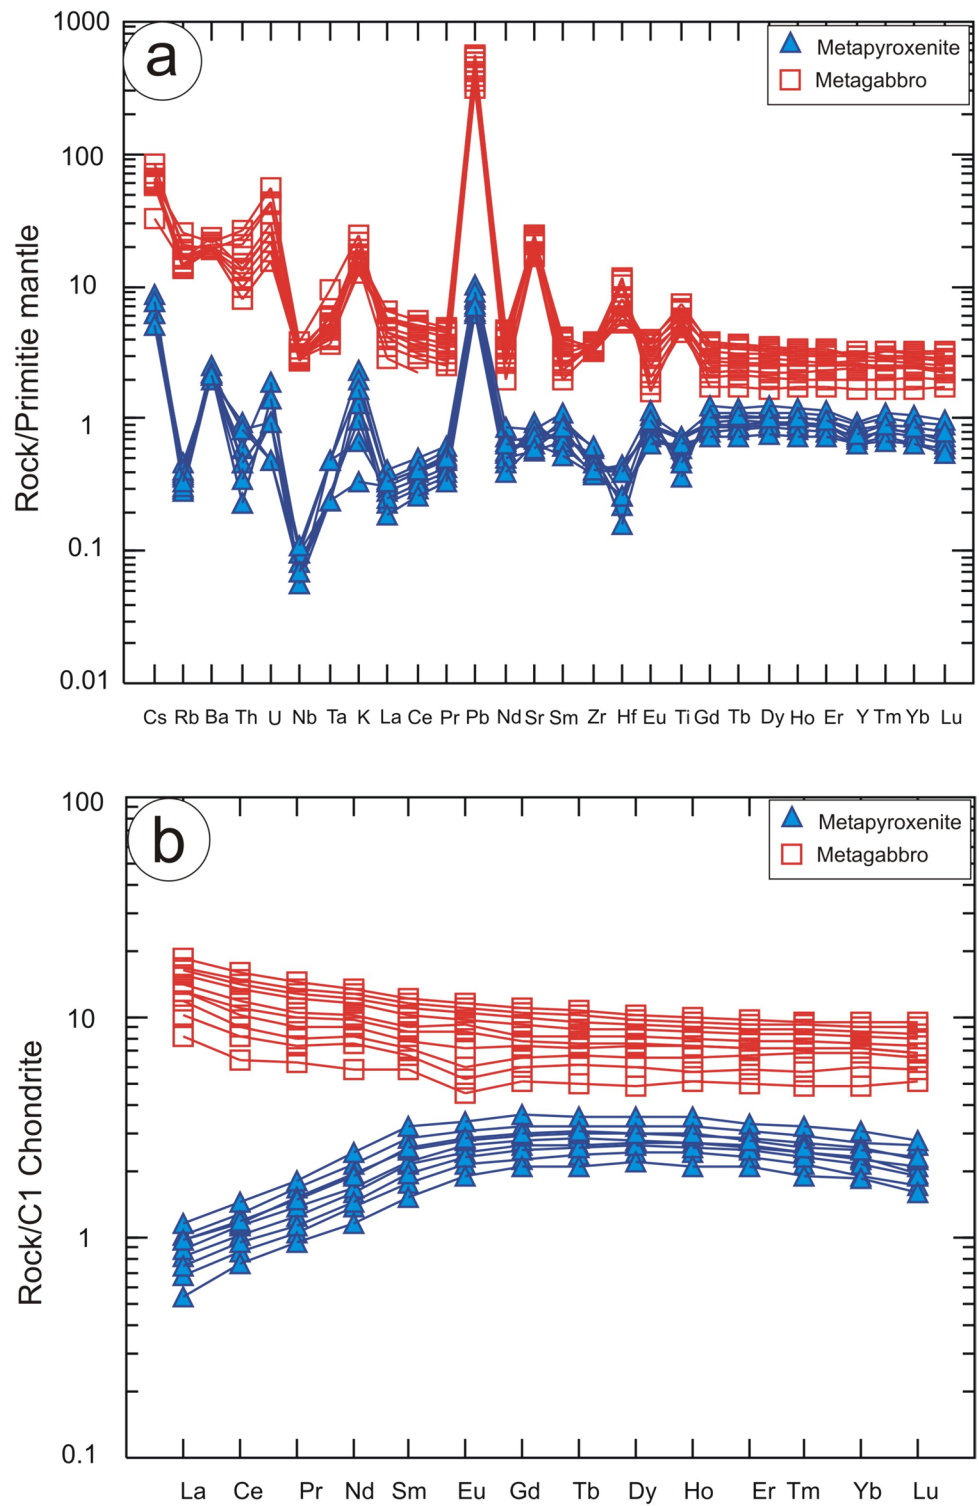 1000
a
Metapyroxenite
Metagabbro
100
10
1
0.1
0.01
Rock/Primitie mantle
Cs Rb Ba Th U Nb Ta K La Ce Pr Pb Nd Sr Sm Zr Hf Eu Ti Gd Tb Dy Ho Er Y Tm Yb Lu
100
b
Metapyroxenite
Metagabbro
10
1
0.1
Rock/C1 Chondrite
La Ce Pr Nd Sm Eu Gd Tb Dy Ho Er Tm Yb Lu